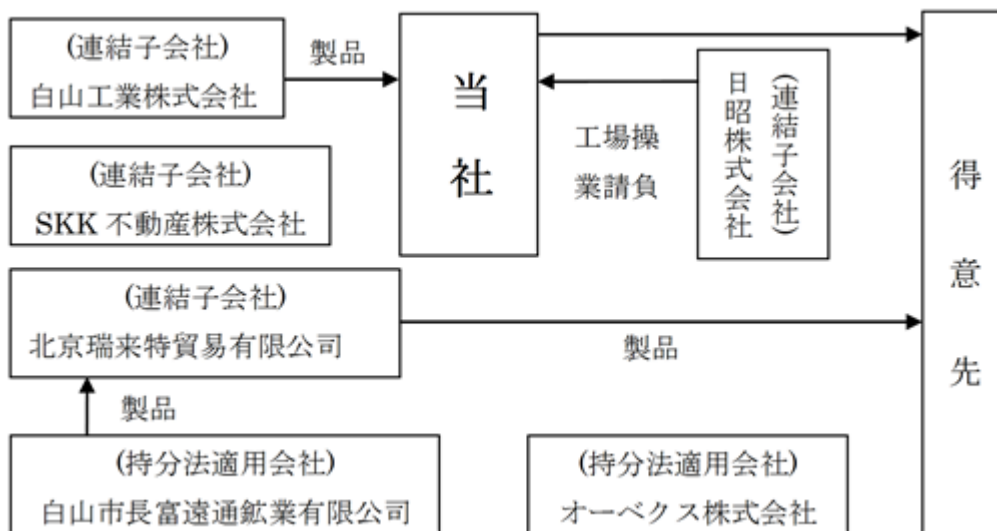 (連結子会社)
白山工業株式会社
製品
当社
工場操
業請負
(連結子会社)
日昭株式会社
得意先
(連結子会社)
SKK 不動産株式会社
(連結子会社)
北京瑞来特貿易有限公司
製品
製品
(持分法適用会社)
白山市長富遠通鉱業有限公司
(持分法適用会社)
オーベクス株式会社